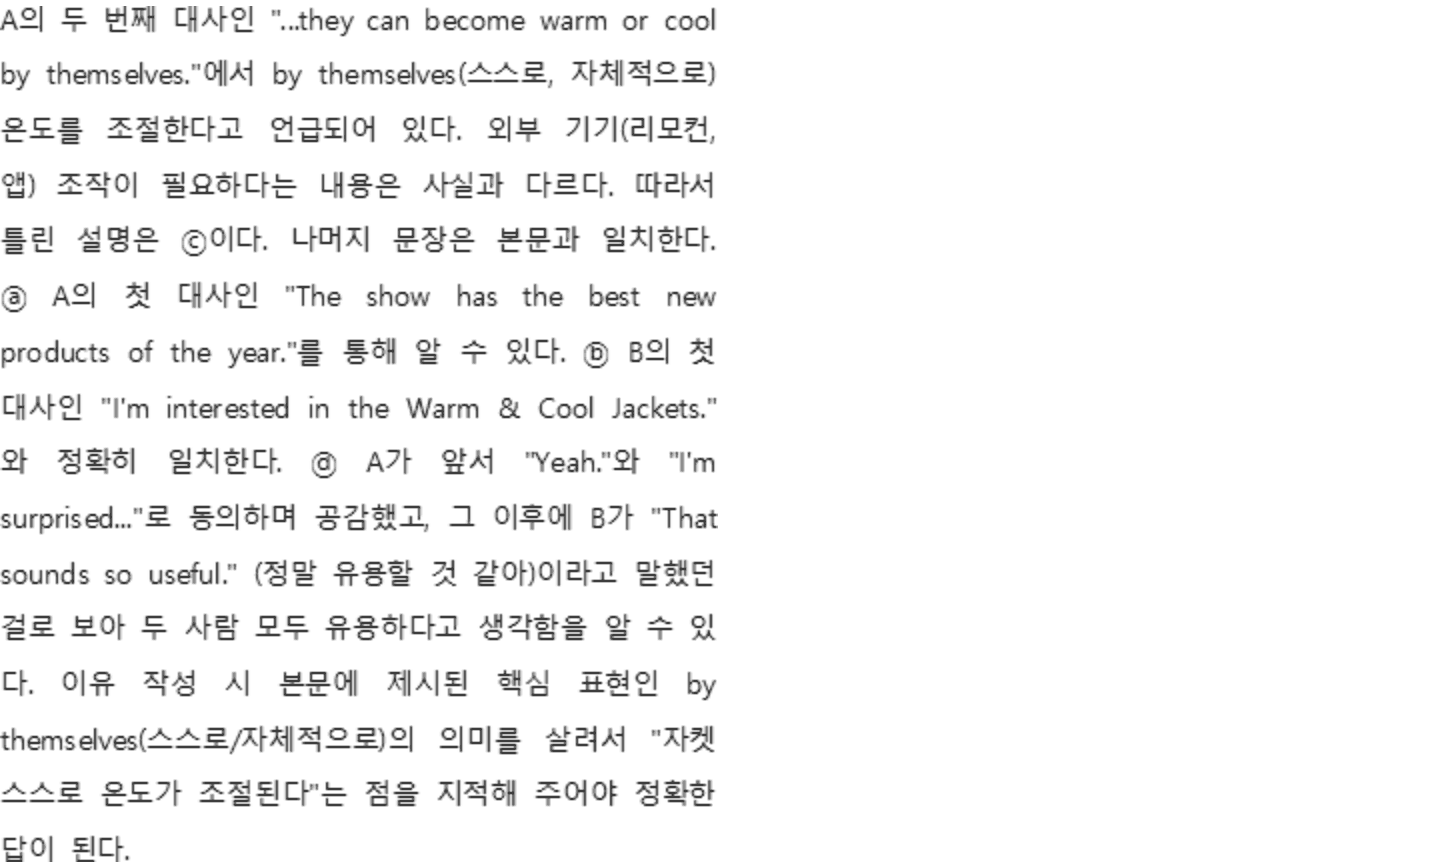 A의 두 번째 대사인 "...they can become warm or cool
by themselves."에서 by themselves(스스로, 자체적으로)
온도를 조절한다고 언급되어 있다. 외부 기기(리모컨,
앱) 조작이 필요하다는 내용은 사실과 다르다. 따라서
틀린 설명은 ⓒ이다. 나머지 문장은 본문과 일치한다.
ⓐ A의 첫 대사인 "The show has the best new
products of the year."를 통해 알 수 있다. ⓑ B의 첫
대사인 "I'm interested in the Warm & Cool Jackets."
와 정확히 일치한다. ⓓ A가 앞서 "Yeah."와 "I'm
surprised..."로 동의하며 공감했고, 그 이후에 B가 "That
sounds so useful." (정말 유용할 것 같아)이라고 말했던
걸로 보아 두 사람 모두 유용하다고 생각함을 알 수 있
다. 이유 작성 시 본문에 제시된 핵심 표현인 by
themselves(스스로/자체적으로)의 의미를 살려서 "자켓
스스로 온도가 조절된다"는 점을 지적해 주어야 정확한
답이 된다.